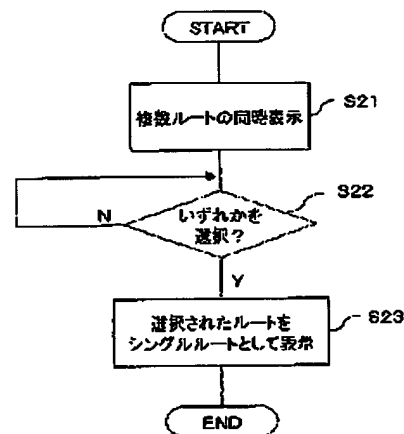 START
複数ルートの同時表示
S21
S22
いずれかを
選択？
N
Y
選択されたルートを
シングルルートとして表示
S23
END